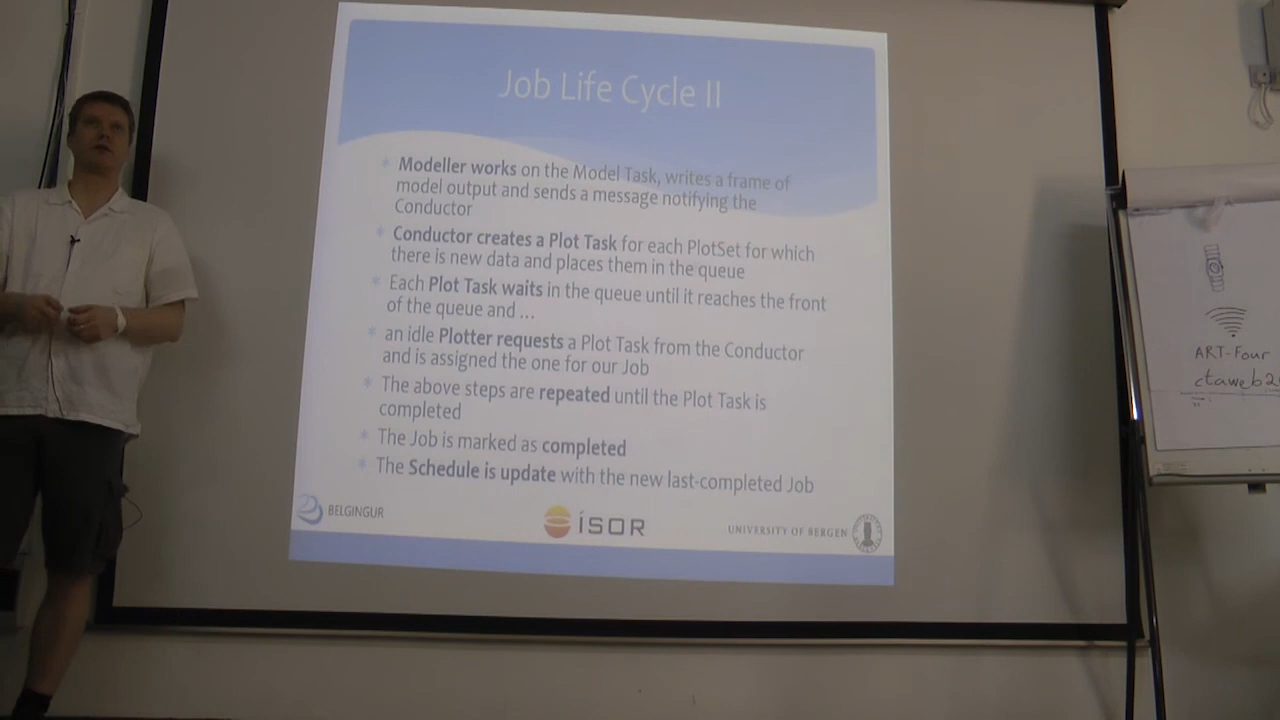 Job Life Cycle II
Modeller works on the Model Task, writes a frame of
model output and sends a message notifying the
Conductor
Conductor creates a Plot Task for each PlotSet for which
there is new data and places them in the queue
Each Plot Task waits in the queue until it reaches the front
of the queue and ...
an idle Plotter requests a Plot Task from the Conductor
and is assigned the one for our Job
The above steps are repeated until the Plot Task is
completed
The Job is marked as completed
The Schedule is update with the new last-completed Job
BELGINGUR
ÍSOR
UNIVERSITY OF BERGEN
ART-Four